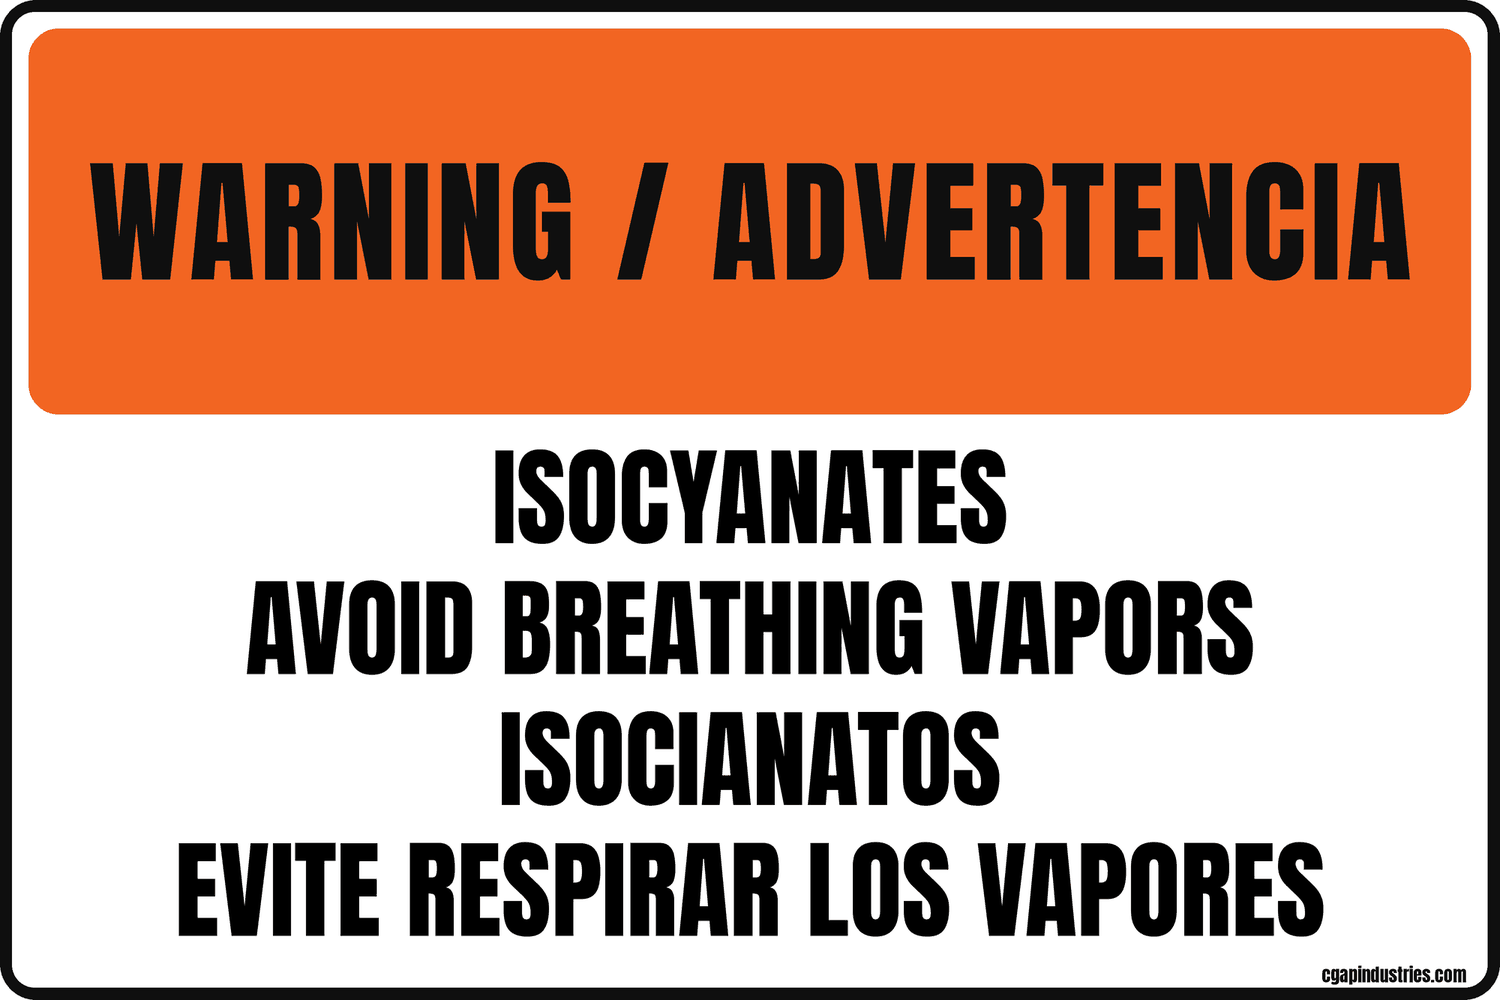 WARNING / ADVERTENCIA
ISOCYANATES
AVOID BREATHING VAPORS
ISOCIANATOS
EVITE RESPIRAR LOS VAPORES
cgapindustries.com